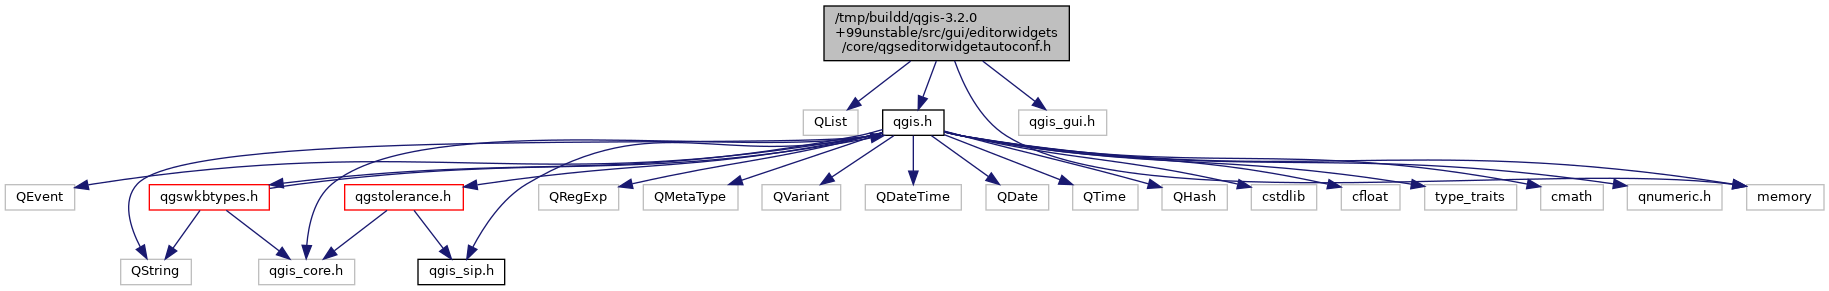 /tmp/buildd/qgis-3.2.0
+99unstable/src/gui/editorwidgets
/core/qgseditorwidgetautoconf.h
QList
qgis.h
qgis_gui.h
QEvent
qgswkbtypes.h
qgstolerance.h
QRegExp
QMetaType
QVariant
QDateTime
QDate
QTime
QHash
cstdlib
cfloat
type_traits
cmath
qnumeric.h
memory
QString
qgis_core.h
qgis_sip.h